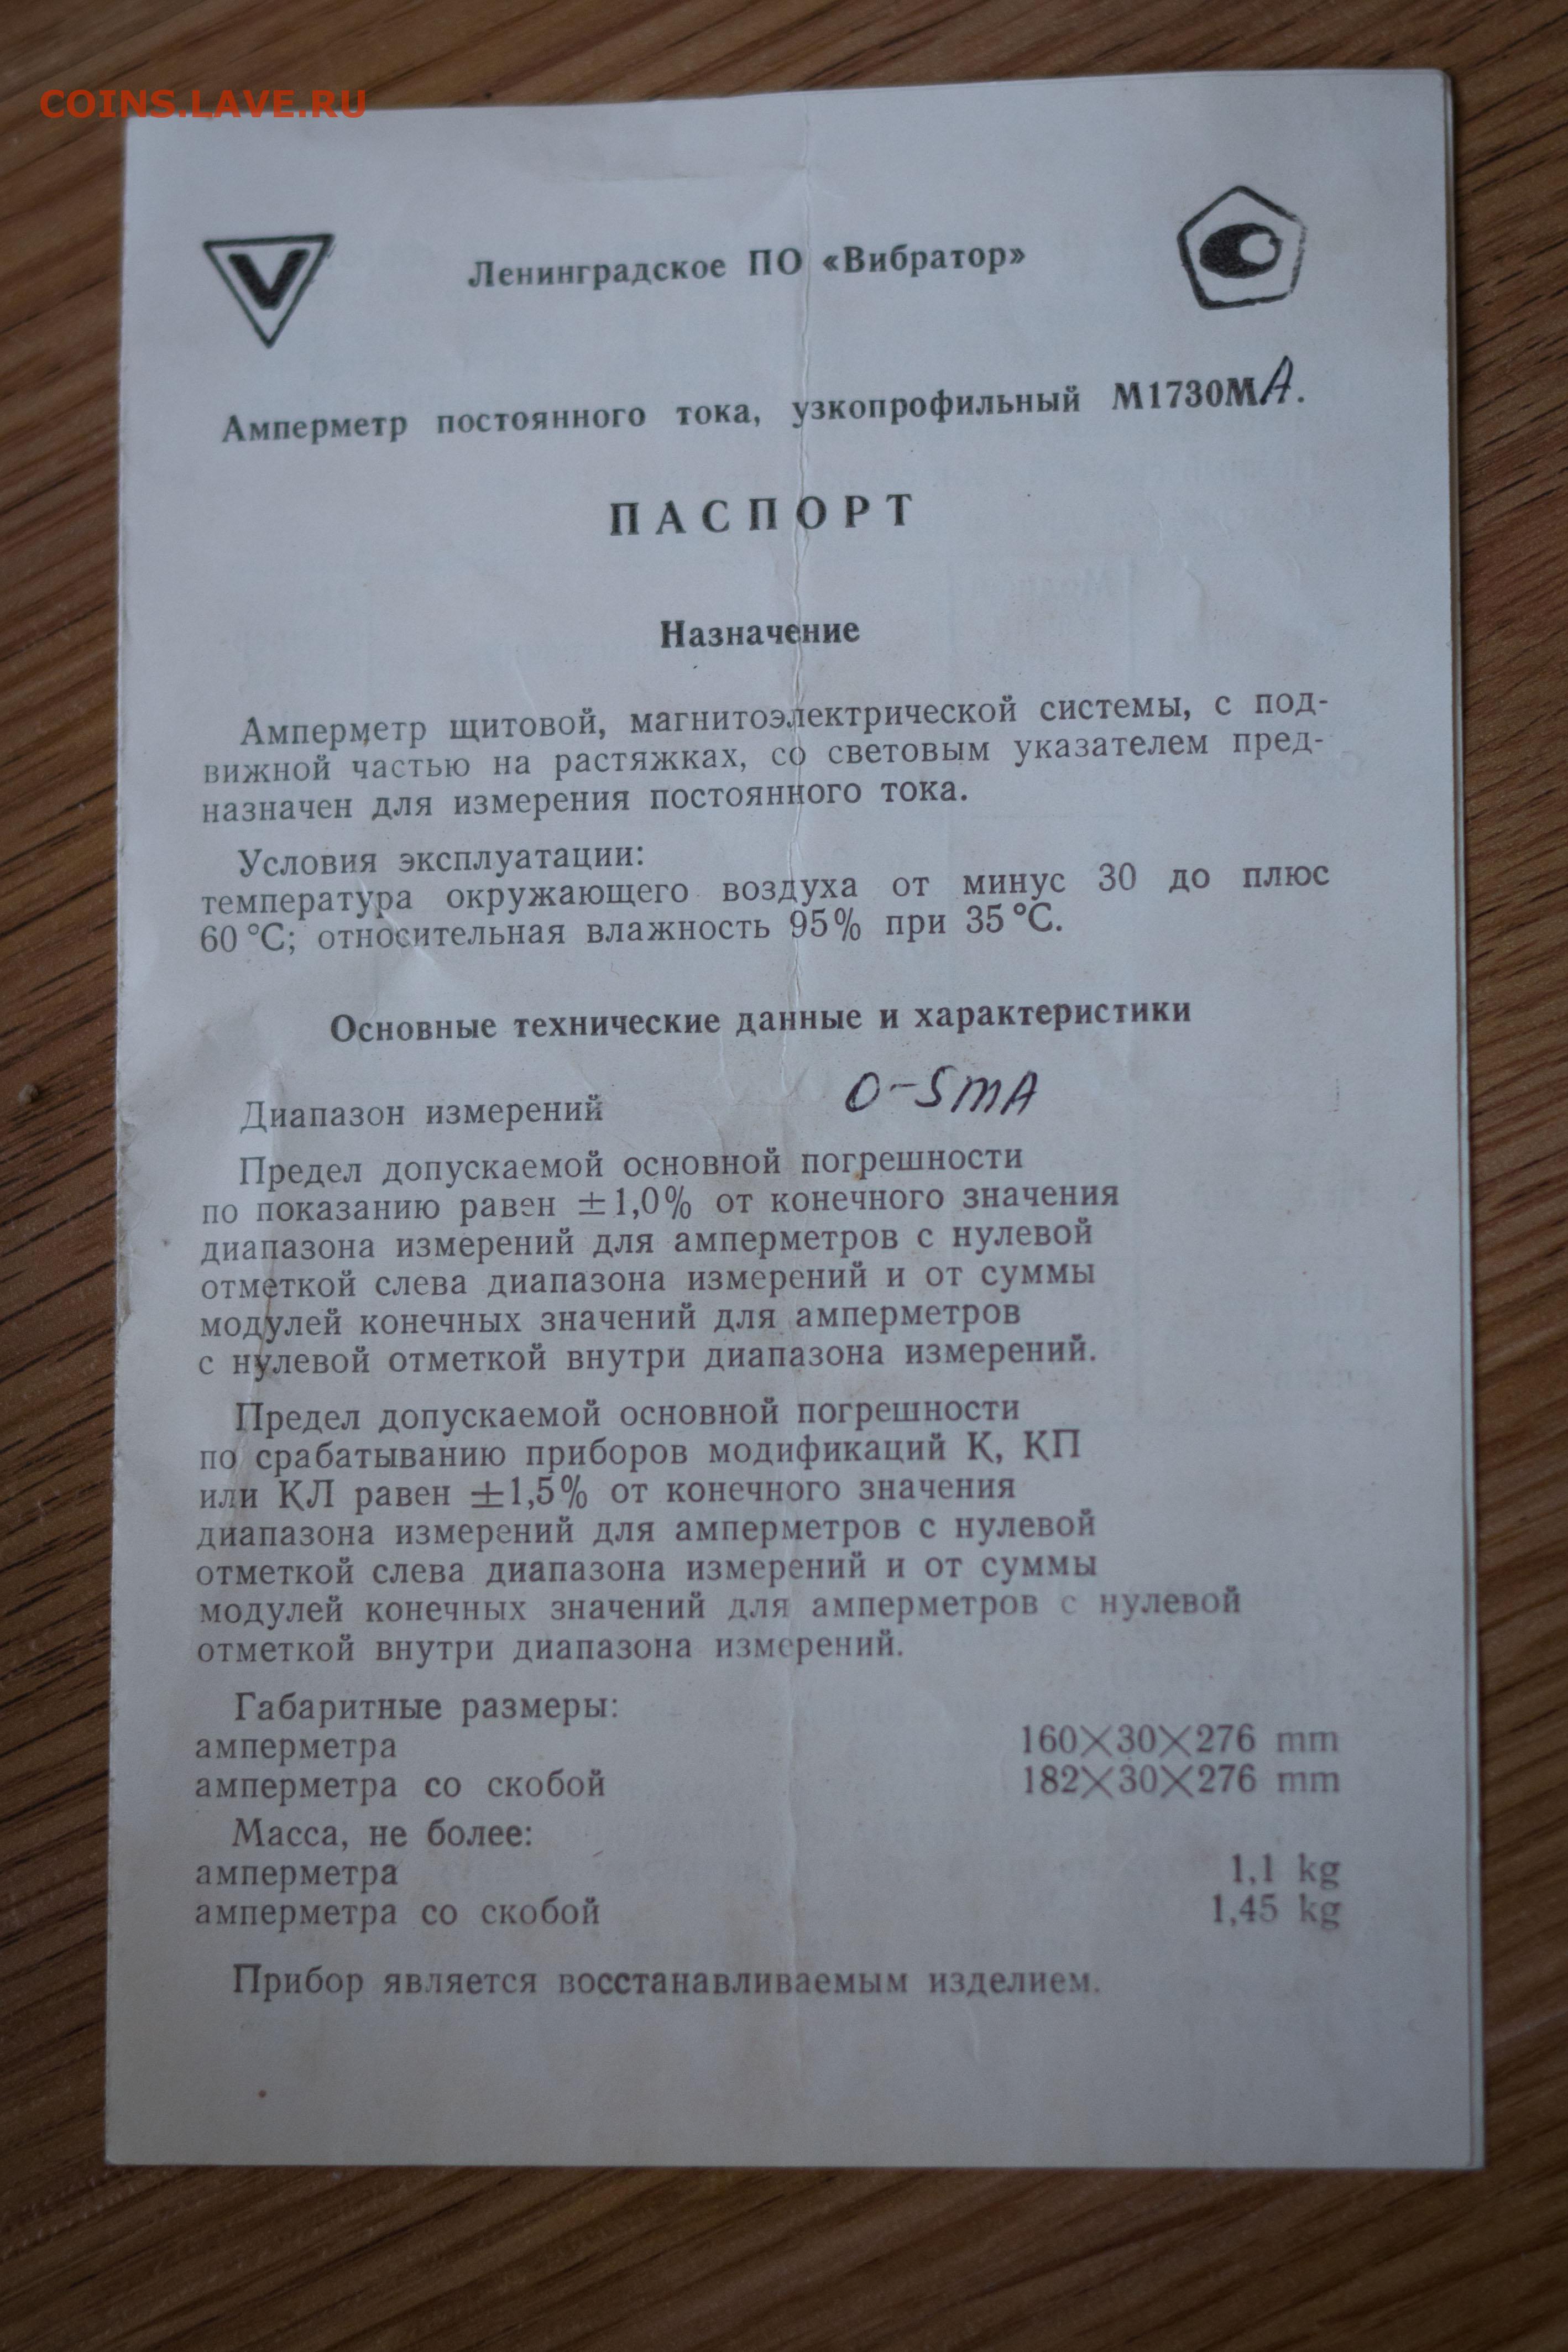 COINS.LAVE.RU
V
Ленинградское ПО «Вибратор»
Амперметр постоянного тока, узкопрофильный М1730МА.
ПАСПОРТ
Назначение
Амперметр щитовой, магнитоэлектрической системы, с под-
вижной частью на растяжках, со световым указателем пред-
назначен для измерения постоянного тока.
Условия эксплуатации:
температура окружающего воздуха от минус 30 до плюс
60 °С; относительная влажность 95% при 35 °С.
Основные технические данные и характеристики
Диапазон измерений 0-5mA
Предел допускаемой основной погрешности
по показанию равен ±1,0% от конечного значения
диапазона измерений для амперметров с нулевой
отметкой слева диапазона измерений и от суммы
модулей конечных значений для амперметров
с нулевой отметкой внутри диапазона измерений.
Предел допускаемой основной погрешности
по срабатыванию приборов модификаций К, КП
или КЛ равен ±1,5% от конечного значения
диапазона измерений для амперметров с нулевой
отметкой слева диапазона измерений и от суммы
модулей конечных значений для амперметров с нулевой
отметкой внутри диапазона измерений.
Габаритные размеры:
амперметра 160×30×276 mm
амперметра со скобой 182×30×276 mm
Масса, не более:
амперметра 1,1 kg
амперметра со скобой 1,45 kg
Прибор является восстанавливаемым изделием.